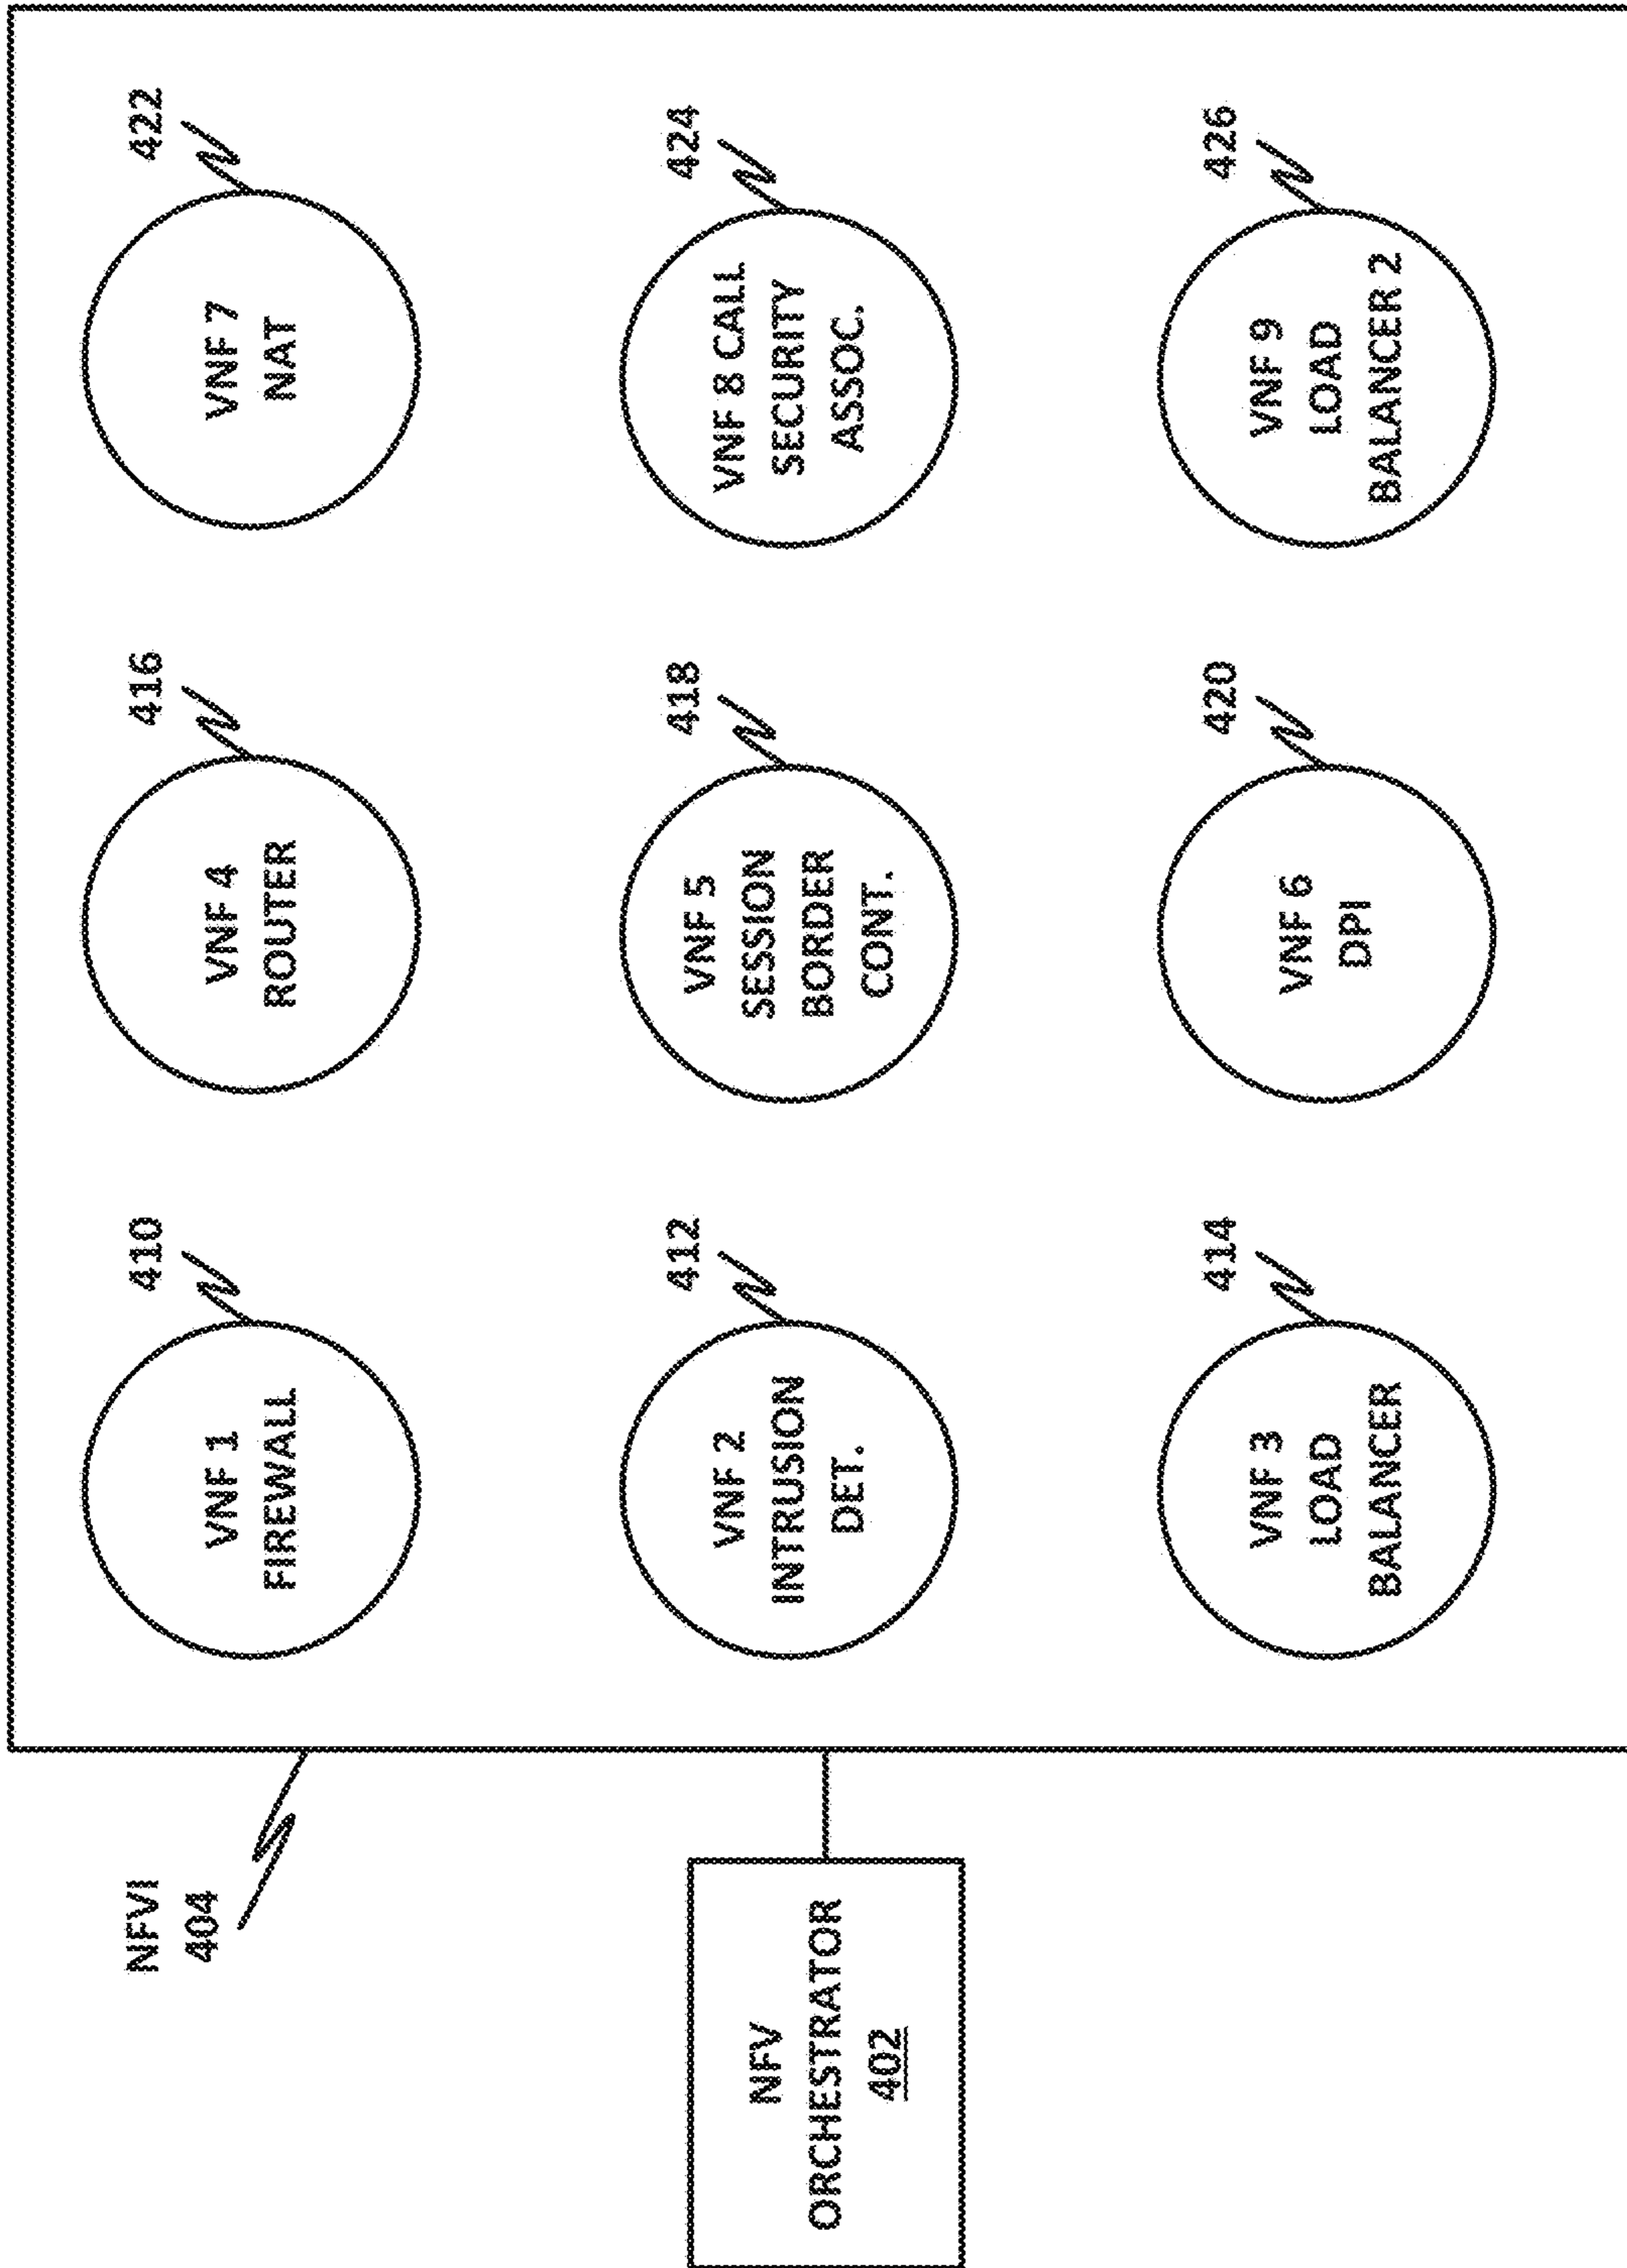 NFVI
404
NFV
ORCHESTRATOR
402
410
VNF 1
FIREWALL
416
VNF 4
ROUTER
422
VNF 7
NAT
412
VNF 2
INTRUSION
DET.
418
VNF 5
SESSION
BORDER
CONT.
424
VNF 8 CALL
SECURITY
ASSOC.
414
VNF 3
LOAD
BALANCER
420
VNF 6
DPI
426
VNF 9
LOAD
BALANCER 2